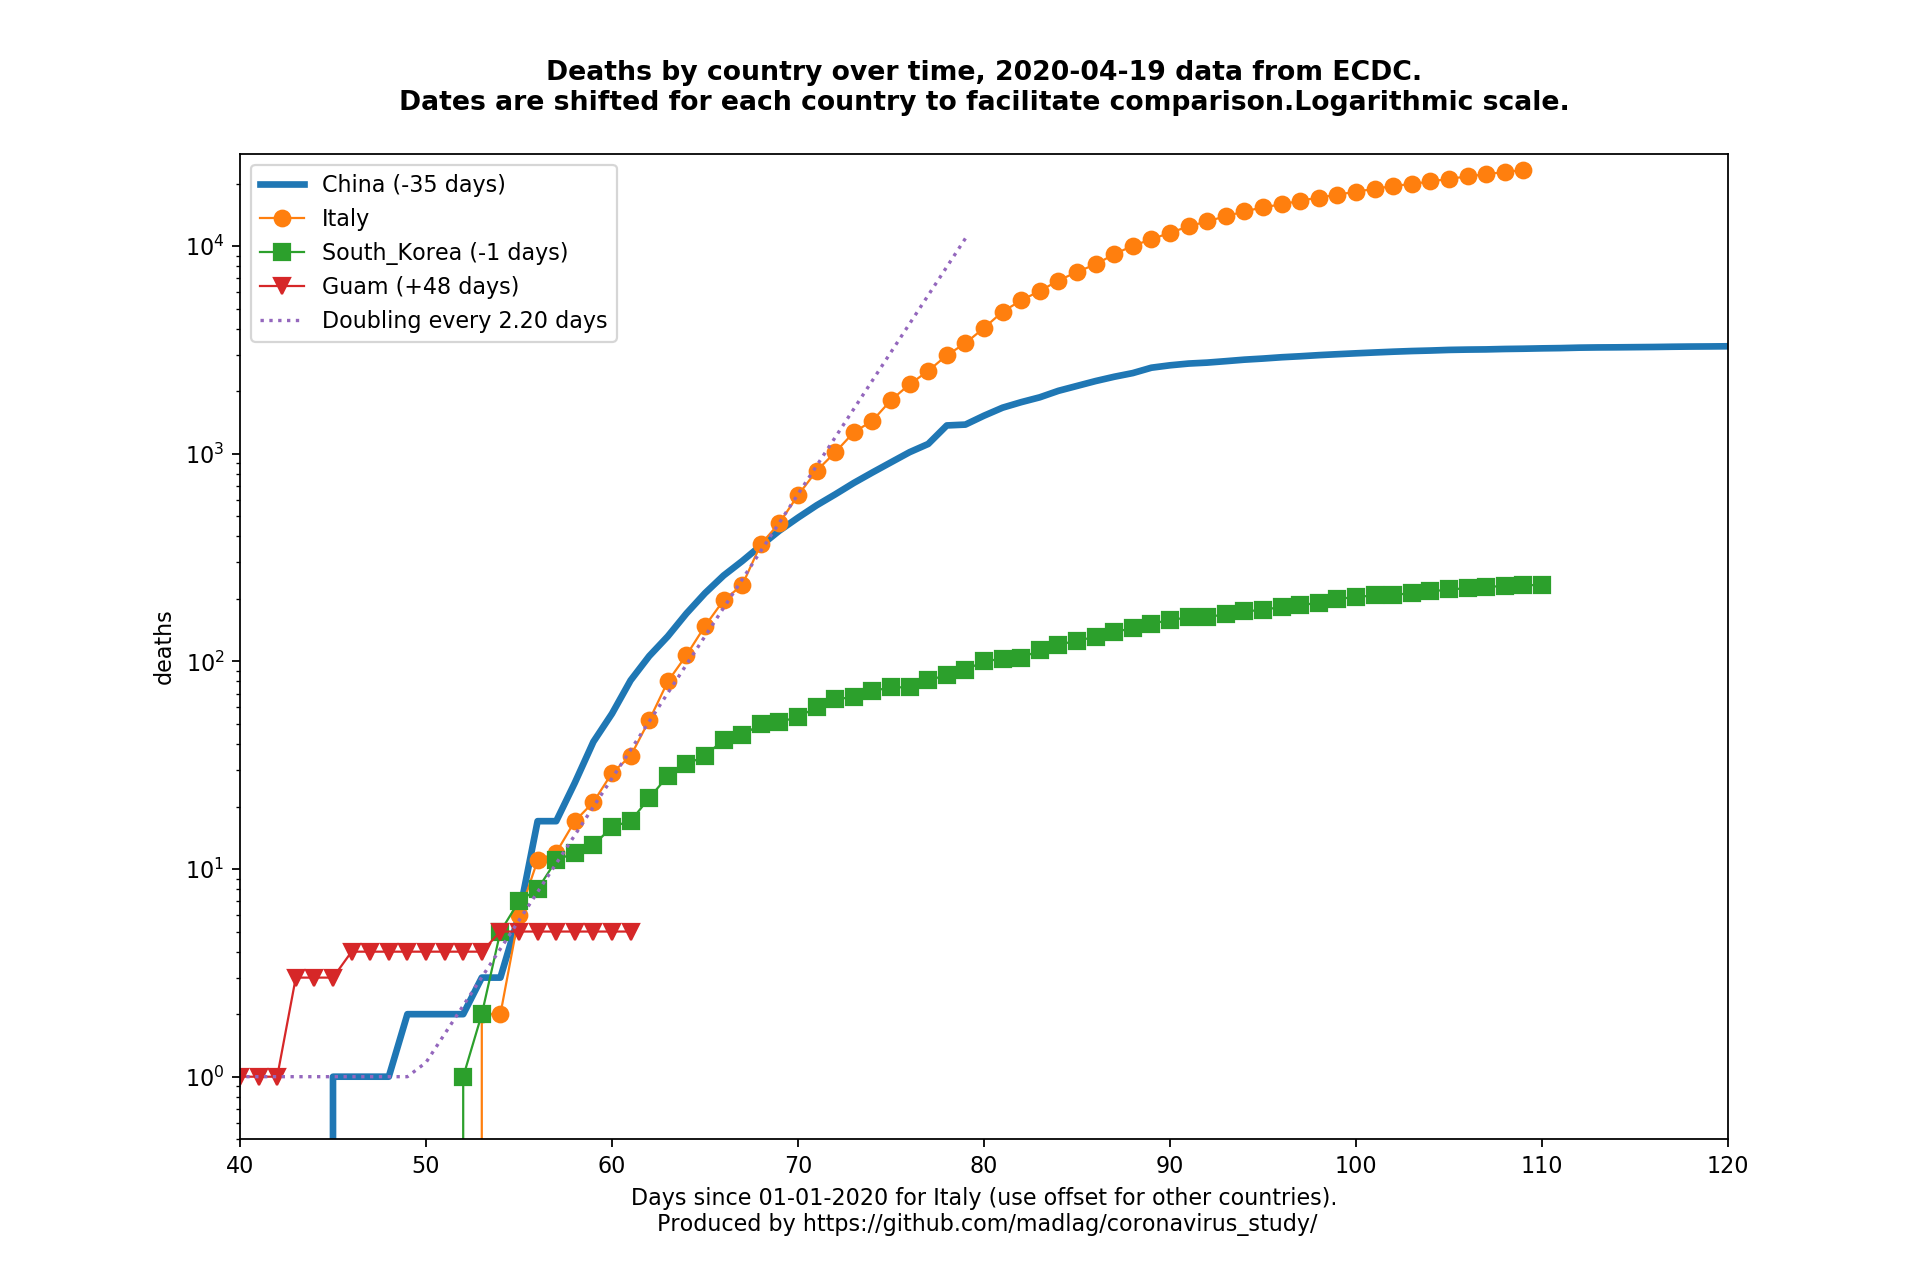 Deaths by country over time, 2020-04-19 data from ECDC.
Dates are shifted for each country to facilitate comparison.Logarithmic scale.
China (-35 days)
Italy
South_Korea (-1 days)
Guam (+48 days)
Doubling every 2.20 days
deaths
10⁴
10³
10²
10¹
10⁰
40 50 60 70 80 90 100 110 120
Days since 01-01-2020 for Italy (use offset for other countries).
Produced by https://github.com/madlag/coronavirus_study/